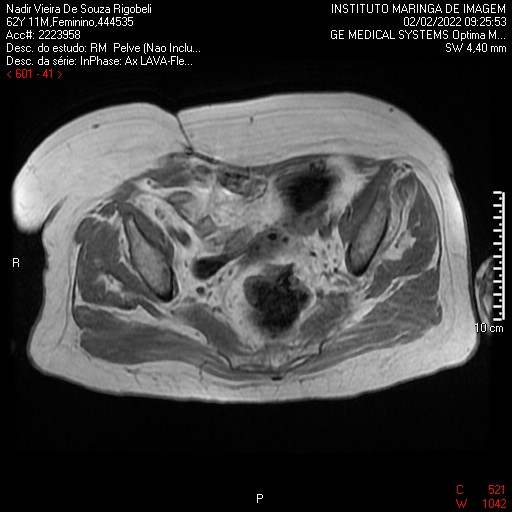 Nadir Vieira De Souza Rigobeli
62Y 11M,Feminino,444535
Acc#: 2223958
Desc. do estudo: RM Pelve (Nao Inclu...
Desc. da série: InPhase: Ax LAVA-Fle...
< 601 - 41 >
INSTITUTO MARINGA DE IMAGEM
02/02/2022 09:25:53
GE MEDICAL SYSTEMS Optima M...
SW 4,40 mm
R
10 cm
P
C 521
W 1042